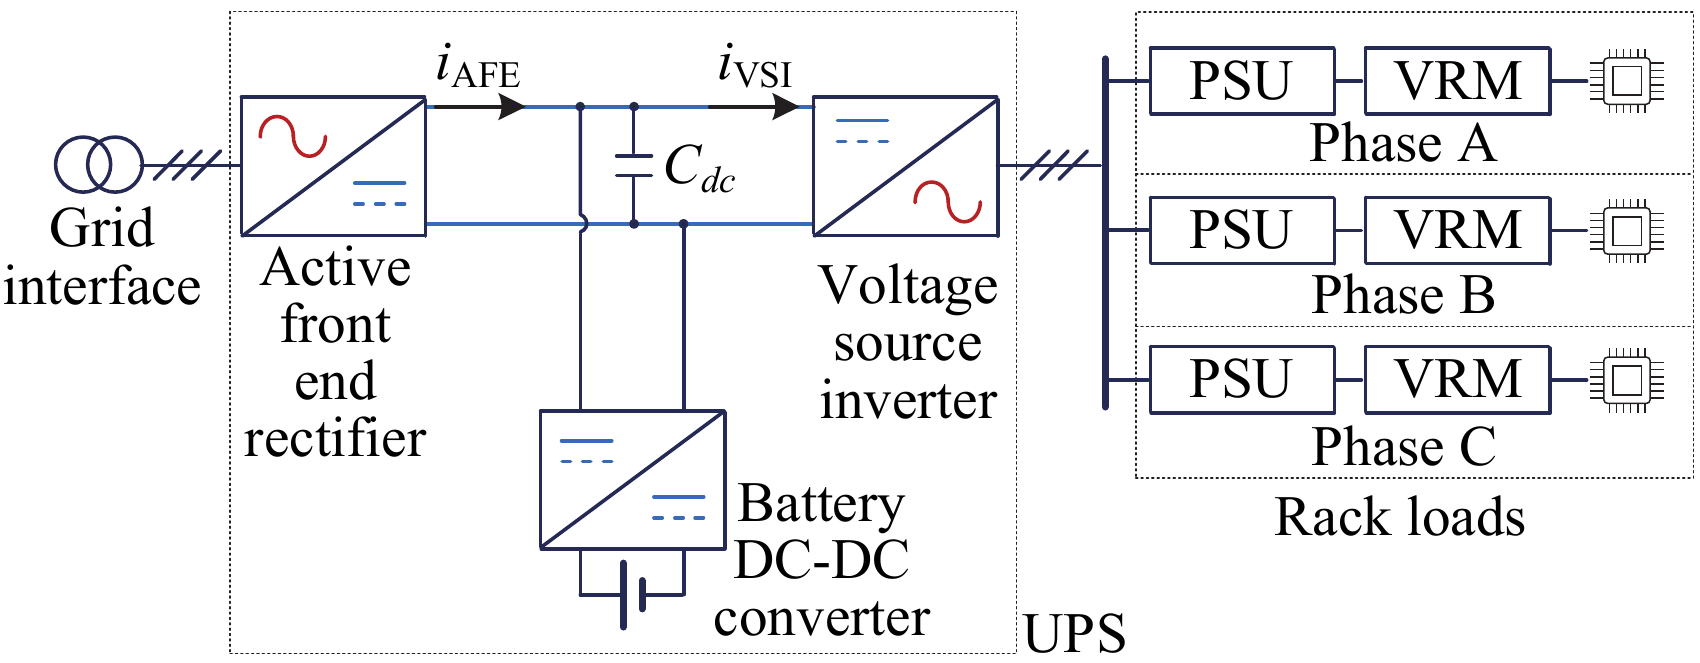 Grid
interface
Active
front
end
rectifier
iAFE
iVSI
Cdc
Voltage
source
inverter
Battery
DC-DC
converter
UPS
PSU
VRM
Phase A
PSU
VRM
Phase B
PSU
VRM
Phase C
Rack loads